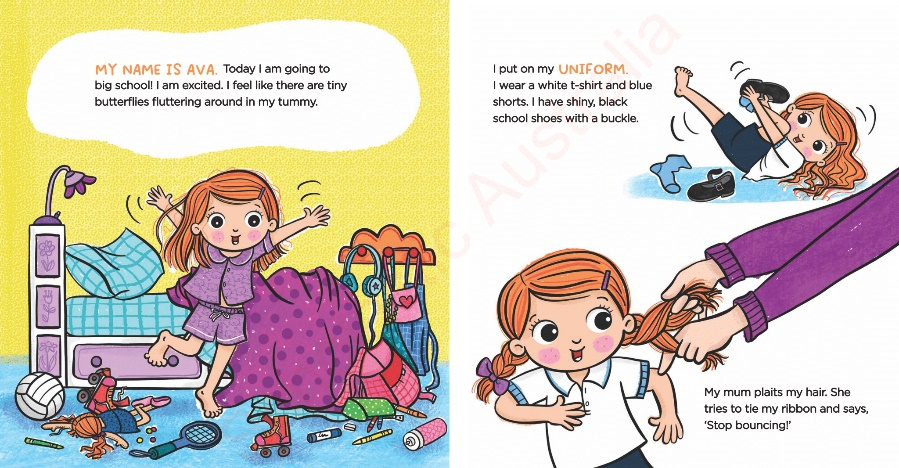 MY NAME IS AVA. Today I am going to
big school! I am excited. I feel like there are tiny
butterflies fluttering around in my tummy.
I put on my UNIFORM.
I wear a white t-shirt and blue
shorts. I have shiny, black
school shoes with a buckle.
My mum plaits my hair. She
tries to tie my ribbon and says,
‘Stop bouncing!’
c Australia